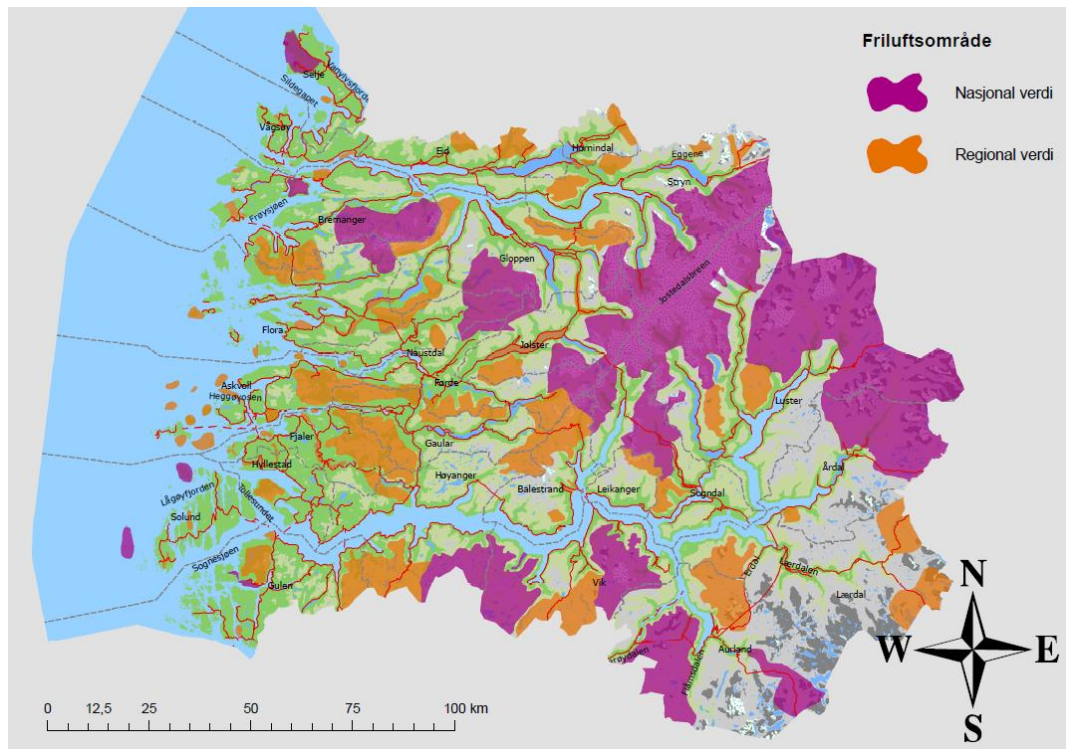 Friluftsområde
Nasjonal verdi
Regional verdi
Selje
Vanylvsfjorden
Sildegapet
Vågsøy
Eid
Hornindal
Eggene
Stryn
Frøysjøen
Bremanger
Gloppen
Jostedalsbreen
Flora
Naustdal
Jølster
Askvoll
Førde
Luster
Fjaler
Gaular
Hyllestad
Høyanger
Balestrand
Leikanger
Sogndal
Årdal
Lågøyfjorden
Solund
Sognesjøen
Gulen
Vik
Erdal
Lærdalen
Lærdal
Aurland
Flåmsdalen
N
W
E
S
0 12,5 25 50 75 100 km